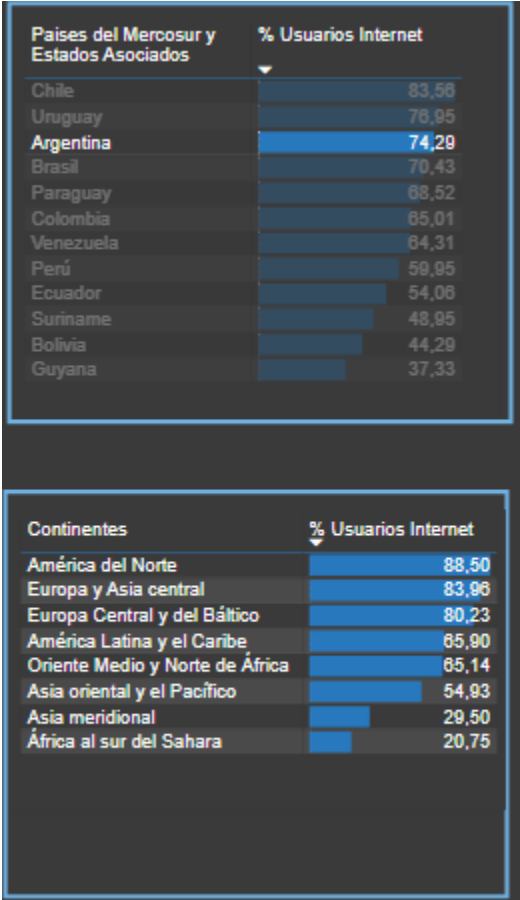 Paises del Mercosur y % Usuarios Internet
Estados Asociados
Chile 83,56
Uruguay 76,95
Argentina 74,29
Brasil 70,43
Paraguay 68,52
Colombia 65,01
Venezuela 64,31
Perú 59,95
Ecuador 54,06
Suriname 48,95
Bolivia 44,29
Guyana 37,33
Continentes % Usuarios Internet
América del Norte 88,50
Europa y Asia central 83,96
Europa Central y del Báltico 80,23
América Latina y el Caribe 65,90
Oriente Medio y Norte de África 65,14
Asia oriental y el Pacífico 54,93
Asia meridional 29,50
África al sur del Sahara 20,75